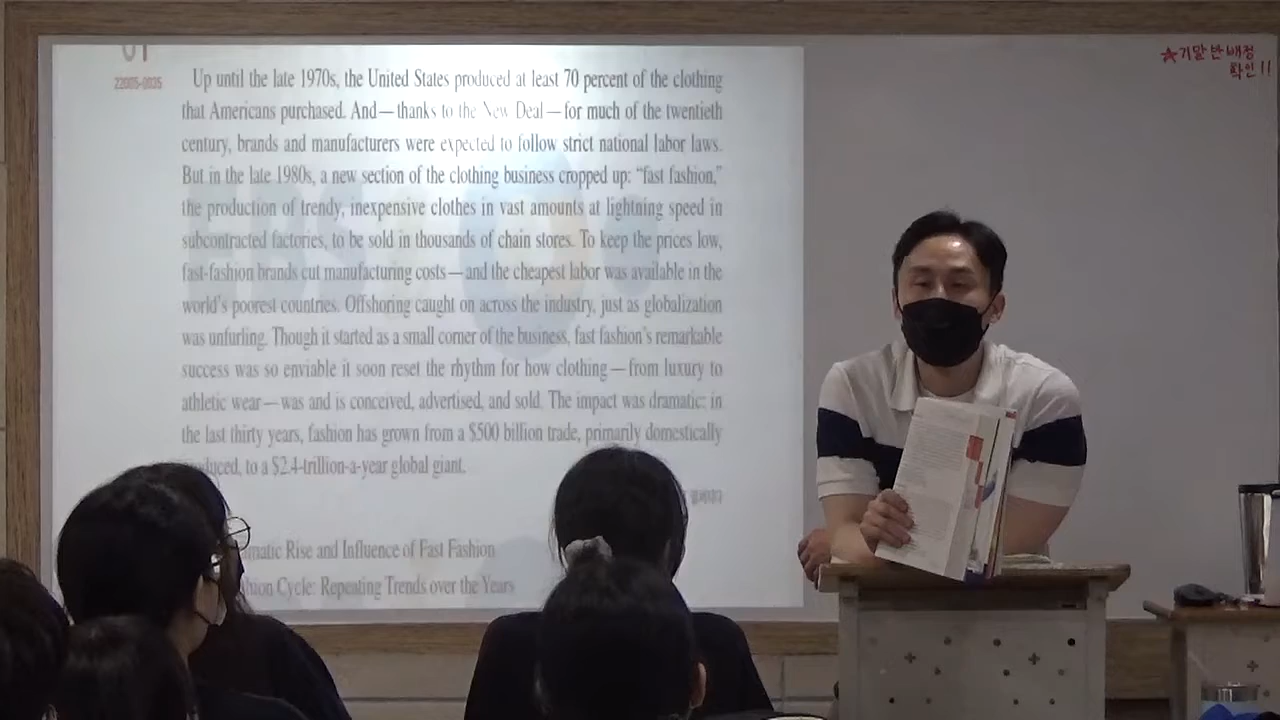 01
22005-0035
Up until the late 1970s, the United States produced at least 70 percent of the clothing
that Americans purchased. And—thanks to the New Deal—for much of the twentieth
century, brands and manufacturers were expected to follow strict national labor laws.
But in the late 1980s, a new section of the clothing business cropped up: “fast fashion,”
the production of trendy, inexpensive clothes in vast amounts at lightning speed in
subcontracted factories, to be sold in thousands of chain stores. To keep the prices low,
fast-fashion brands cut manufacturing costs—and the cheapest labor was available in the
world’s poorest countries. Offshoring caught on across the industry, just as globalization
was unfurling. Though it started as a small corner of the business, fast fashion’s remarkable
success was so enviable it soon reset the rhythm for how clothing—from luxury to
athletic wear—was and is conceived, advertised, and sold. The impact was dramatic: in
the last thirty years, fashion has grown from a $500 billion trade, primarily domestically
duced, to a $2.4-trillion-a-year global giant.
matic Rise and Influence of Fast Fashion
hion Cycle: Repeating Trends over the Years
★기말 반배정
확인!!